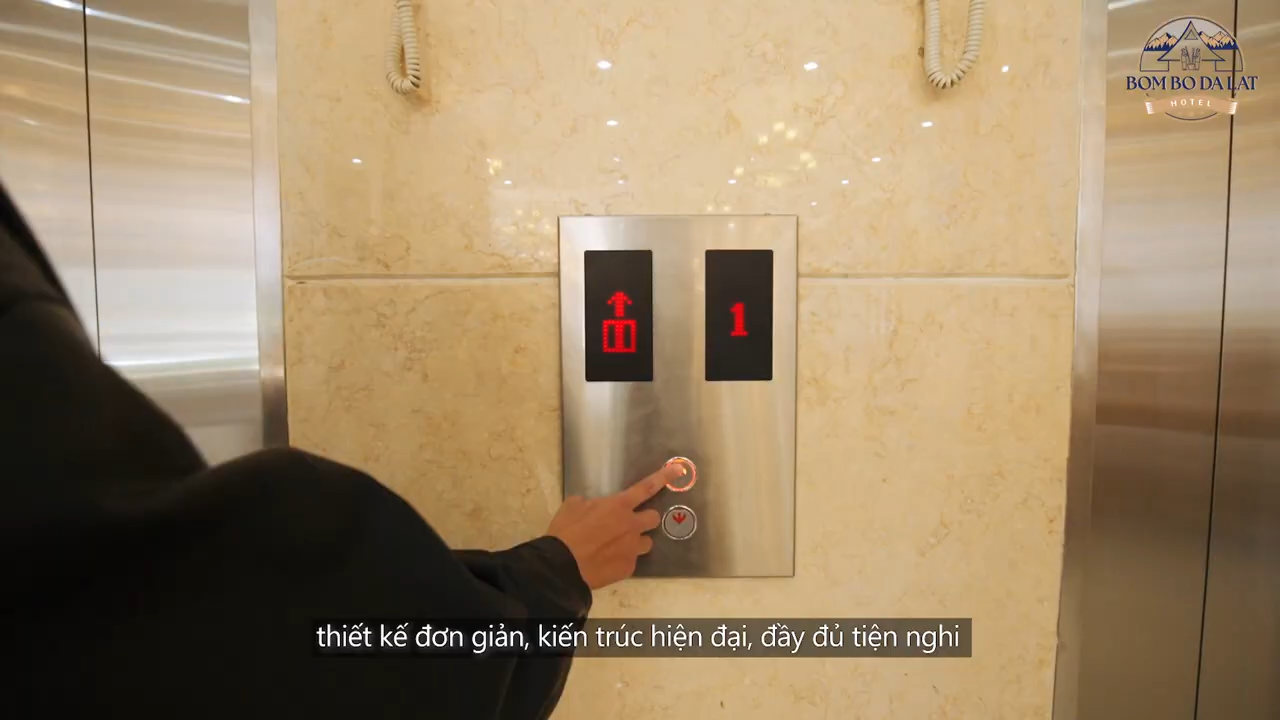 BOM BO DA LAT
HOTEL
1
thiết kế đơn giản, kiến trúc hiện đại, đầy đủ tiện nghi